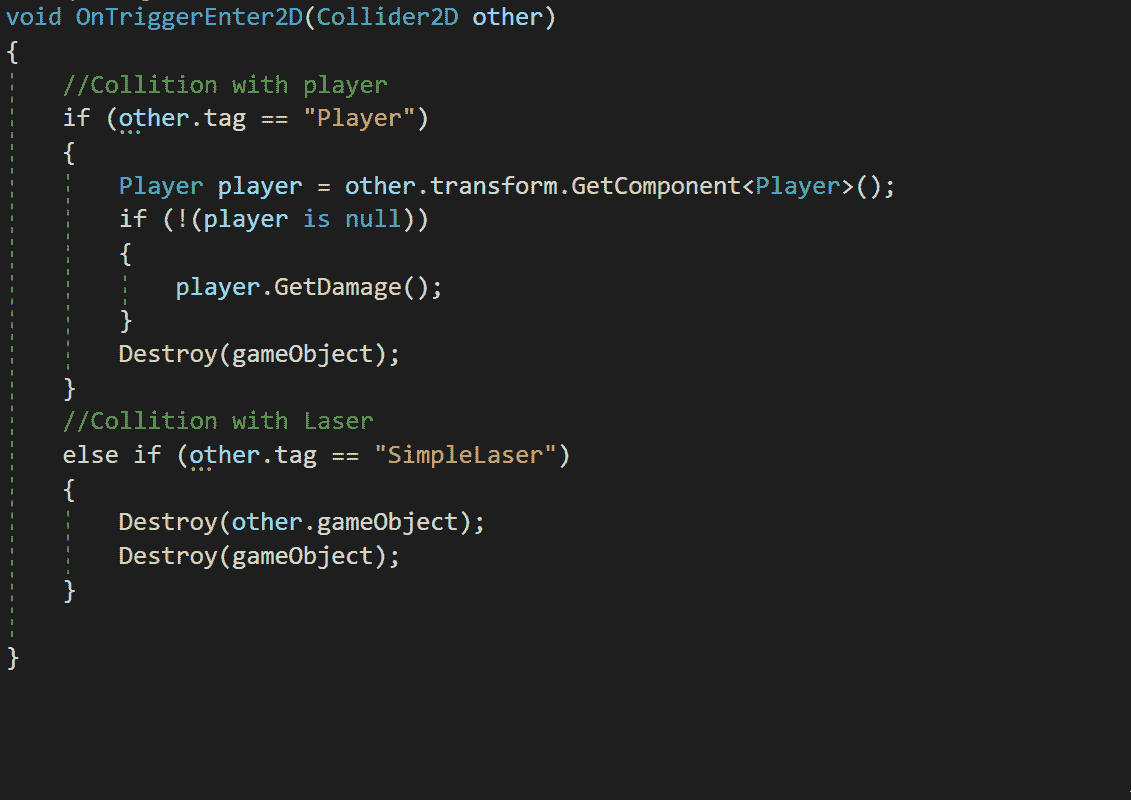 void OnTriggerEnter2D(Collider2D other)
{
    //Collition with player
    if (other.tag == "Player")
    {
        Player player = other.transform.GetComponent<Player>();
        if (!(player is null))
        {
            player.GetDamage();
        }
        Destroy(gameObject);
    }
    //Collition with Laser
    else if (other.tag == "SimpleLaser")
    {
        Destroy(other.gameObject);
        Destroy(gameObject);
    }

}